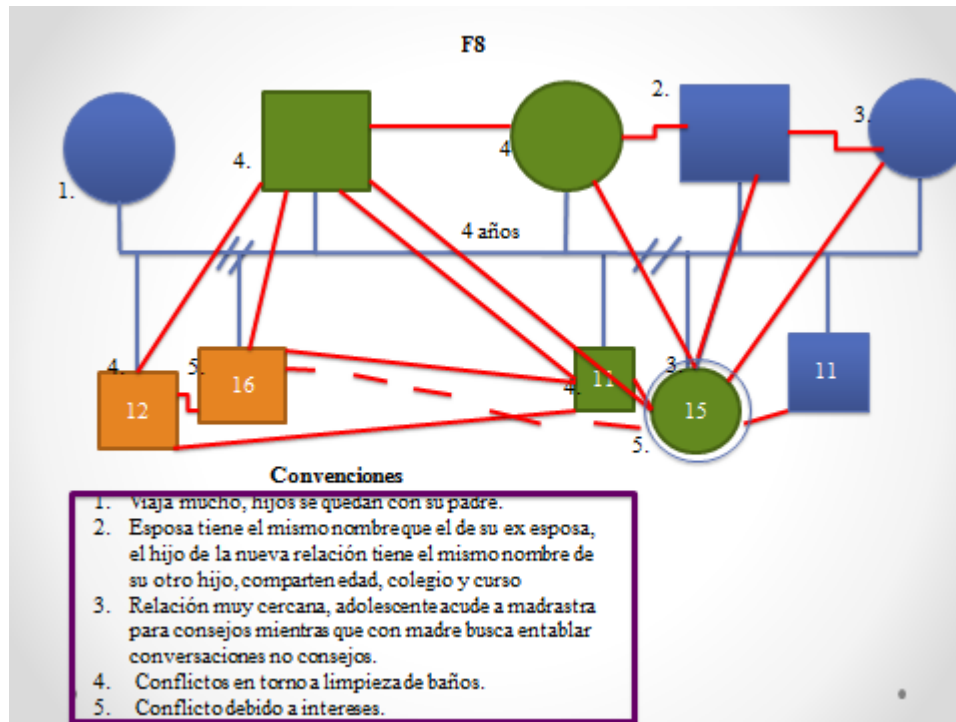 F8
2.
3.
4.
4
1.
4 años
4.
5.
16
12
11
4.
3.
15
11
5.
Convenciones
1. Viaja mucho, hijos se quedan con su padre.
2. Esposa tiene el mismo nombre que el de su ex esposa,
el hijo de la nueva relación tiene el mismo nombre de
su otro hijo, comparten edad, colegio y curso
3. Relación muy cercana, adolescente acude a madrastra
para consejos mientras que con madre busca entablar
conversaciones no consejos.
4. Conflictos en torno a limpieza de baños.
5. Conflicto debido a intereses.